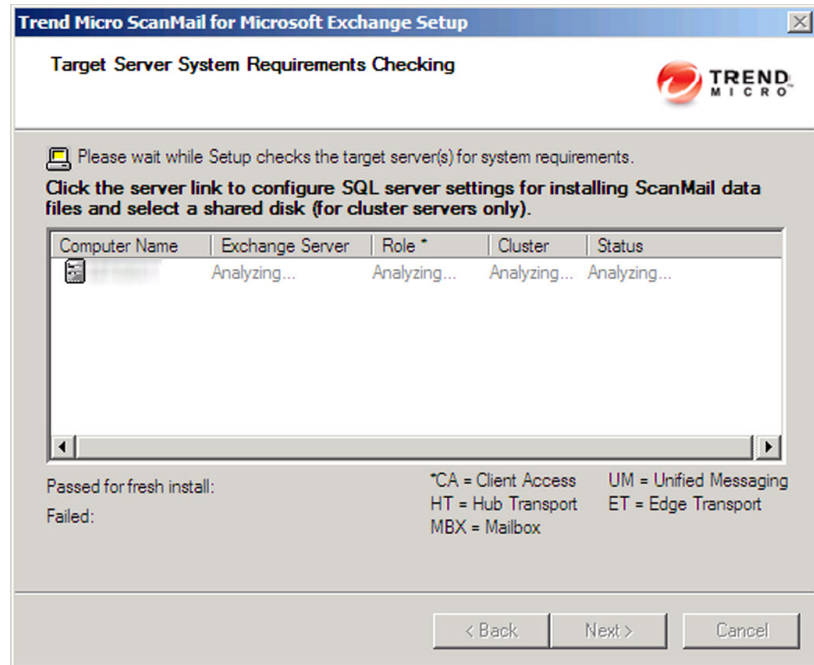 Trend Micro ScanMail for Microsoft Exchange Setup
Target Server System Requirements Checking
TREND
MICRO™
Please wait while Setup checks the target server(s) for system requirements.
Click the server link to configure SQL server settings for installing ScanMail data
files and select a shared disk (for cluster servers only).
Computer Name Exchange Server Role * Cluster Status
Analyzing... Analyzing... Analyzing... Analyzing...
Passed for fresh install:
Failed:
*CA = Client Access UM = Unified Messaging
HT = Hub Transport ET = Edge Transport
MBX = Mailbox
< Back Next > Cancel